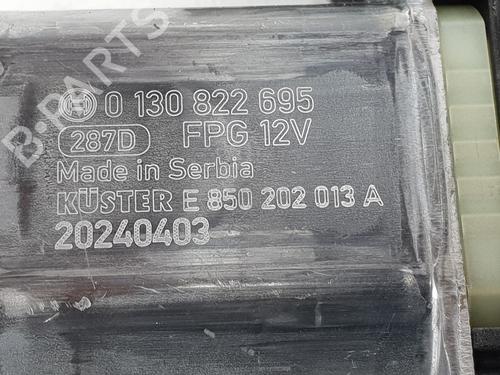 B-PARTS
0 130 822 695
287D FPG 12V
Made in Serbia
KÜSTER E 850 202 013 A
20240403